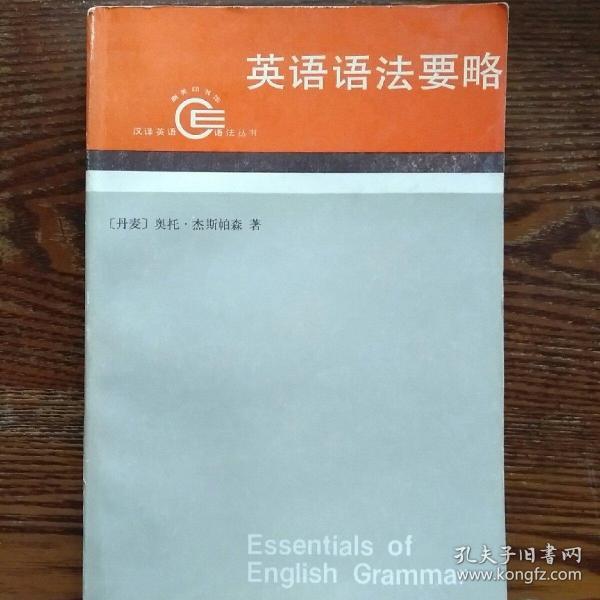 英语语法要略
商务印书馆
汉译英语 语法丛书
〔丹麦〕奥托·杰斯帕森 著
Essentials of
English Grammar
孔夫子旧书网
www.kongfz.com